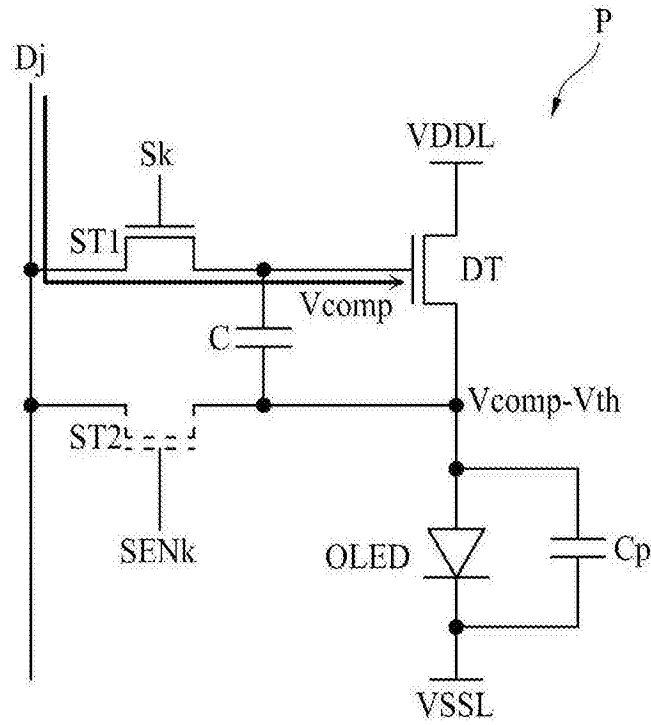 P
Dj
VDDL
Sk
ST1
DT
Vcomp
C
Vcomp-Vth
ST2
SENk
OLED
Cp
VSSL